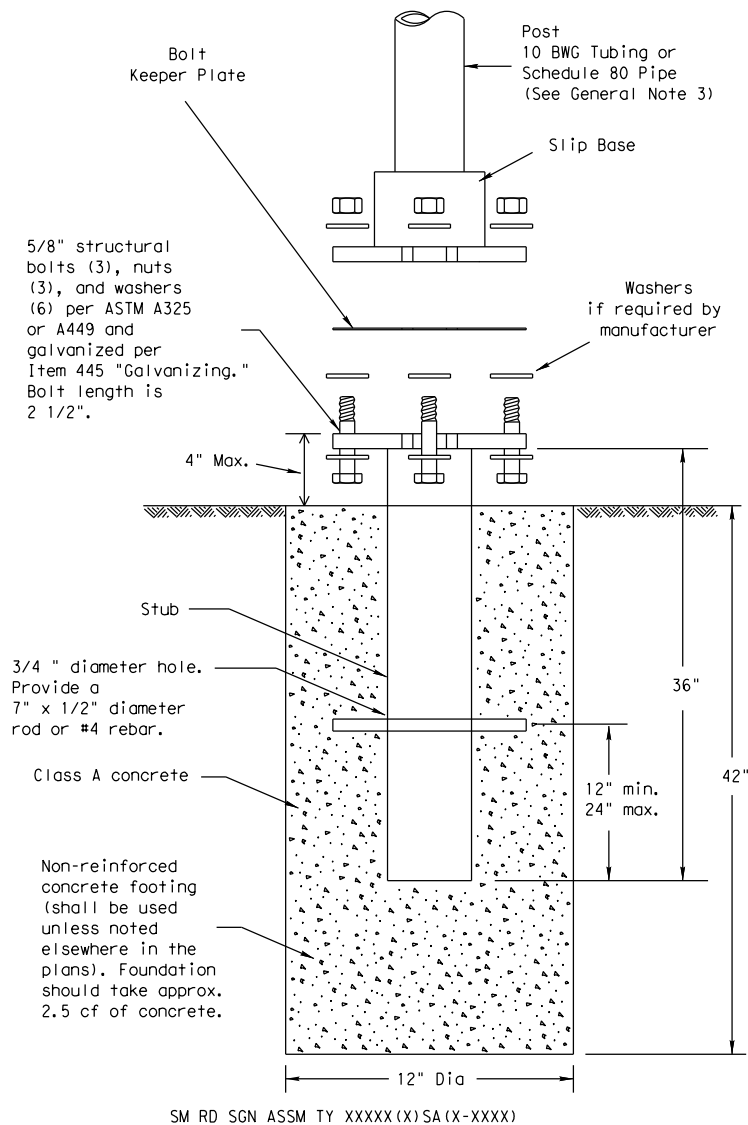 Post
10 BWG Tubing or
Schedule 80 Pipe
(See General Note 3)
Bolt
Keeper Plate
Slip Base
5/8" structural
bolts (3), nuts
(3), and washers
(6) per ASTM A325
or A449 and
galvanized per
Item 445 "Galvanizing."
Bolt length is
2 1/2".
Washers
if required by
manufacturer
4" Max.
Stub
3/4 " diameter hole.
Provide a
7" x 1/2" diameter
rod or #4 rebar.
36"
Class A concrete
12" min.
24" max.
42"
Non-reinforced
concrete footing
(shall be used
unless noted
elsewhere in the
plans). Foundation
should take approx.
2.5 cf of concrete.
12" Dia
SM RD SGN ASSM TY XXXXX(X)SA(X-XXXX)